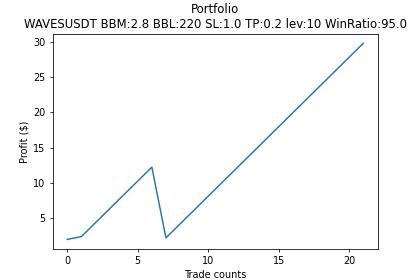 Portfolio
WAVESUSDT BBM:2.8 BBL:220 SL:1.0 TP:0.2 lev:10 WinRatio:95.0
30
25
20
15
10
5
Profit ($)
0 5 10 15 20
Trade counts